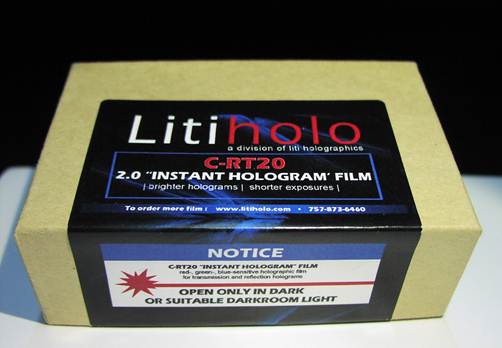 Litiholo
a division of liti holographics
C-RT20
2.0 "INSTANT HOLOGRAM' FILM
| brighter holograms | shorter exposures |
To order more film : www.litiholo.com • 757-873-6460
NOTICE
C-RT20 "INSTANT HOLOGRAM" FILM
red-, green-, blue-sensitive holographic film
for transmission and reflection holograms
OPEN ONLY IN DARK
OR SUITABLE DARKROOM LIGHT